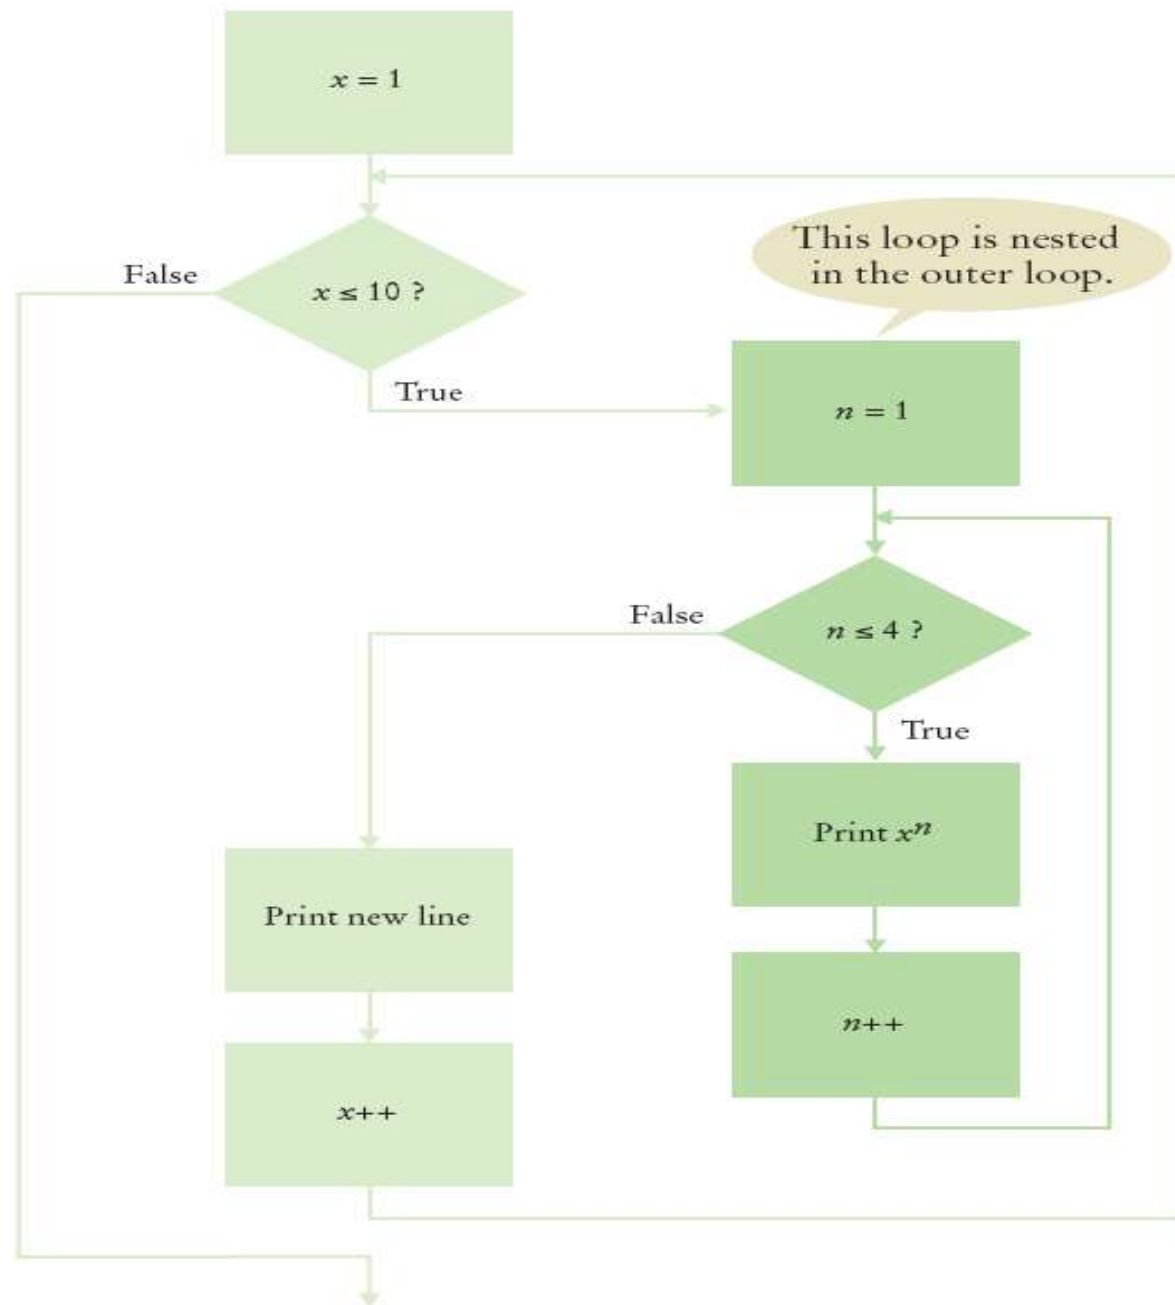 x = 1
False
x ≤ 10 ?
True
This loop is nested
in the outer loop.
n = 1
False
n ≤ 4 ?
True
Print xⁿ
n++
Print new line
x++